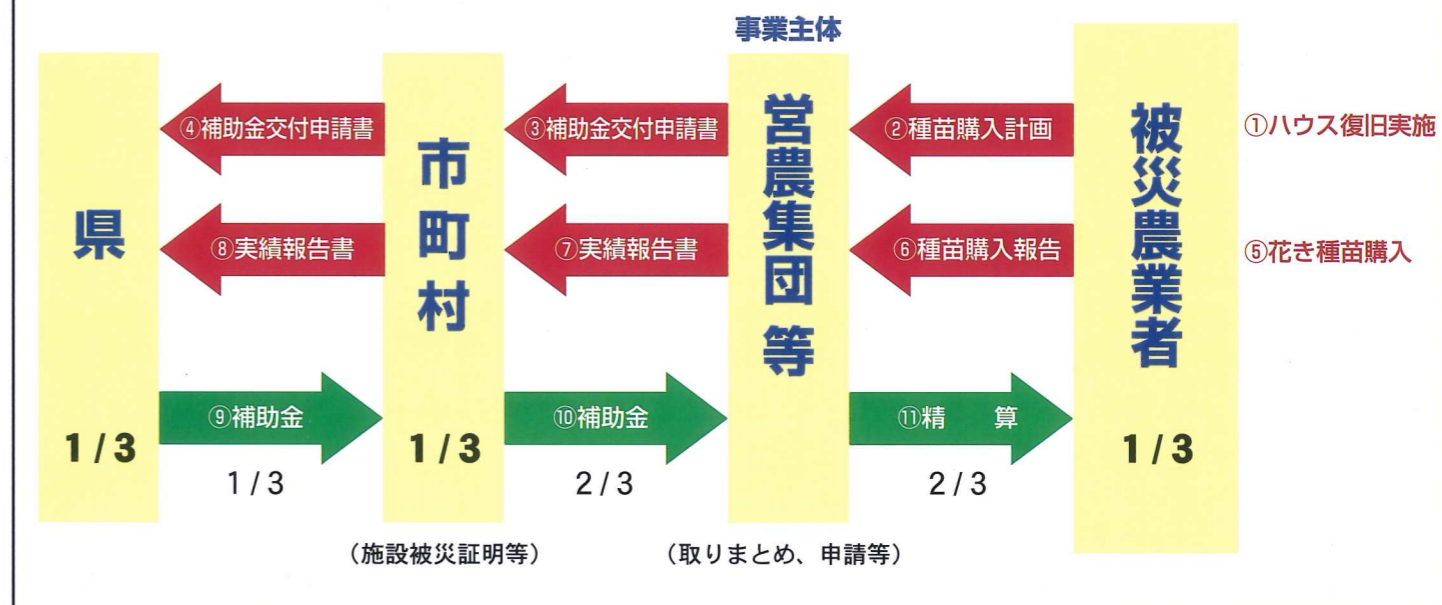 事業主体
県
市町村
営農集団 等
被災農業者
④補助金交付申請書
③補助金交付申請書
②種苗購入計画
①ハウス復旧実施
⑧実績報告書
⑦実績報告書
⑥種苗購入報告
⑤花き種苗購入
⑨補助金
⑩補助金
⑪精　算
1/3
1/3
1/3
1/3
2/3
2/3
（施設被災証明等）
（取りまとめ、申請等）